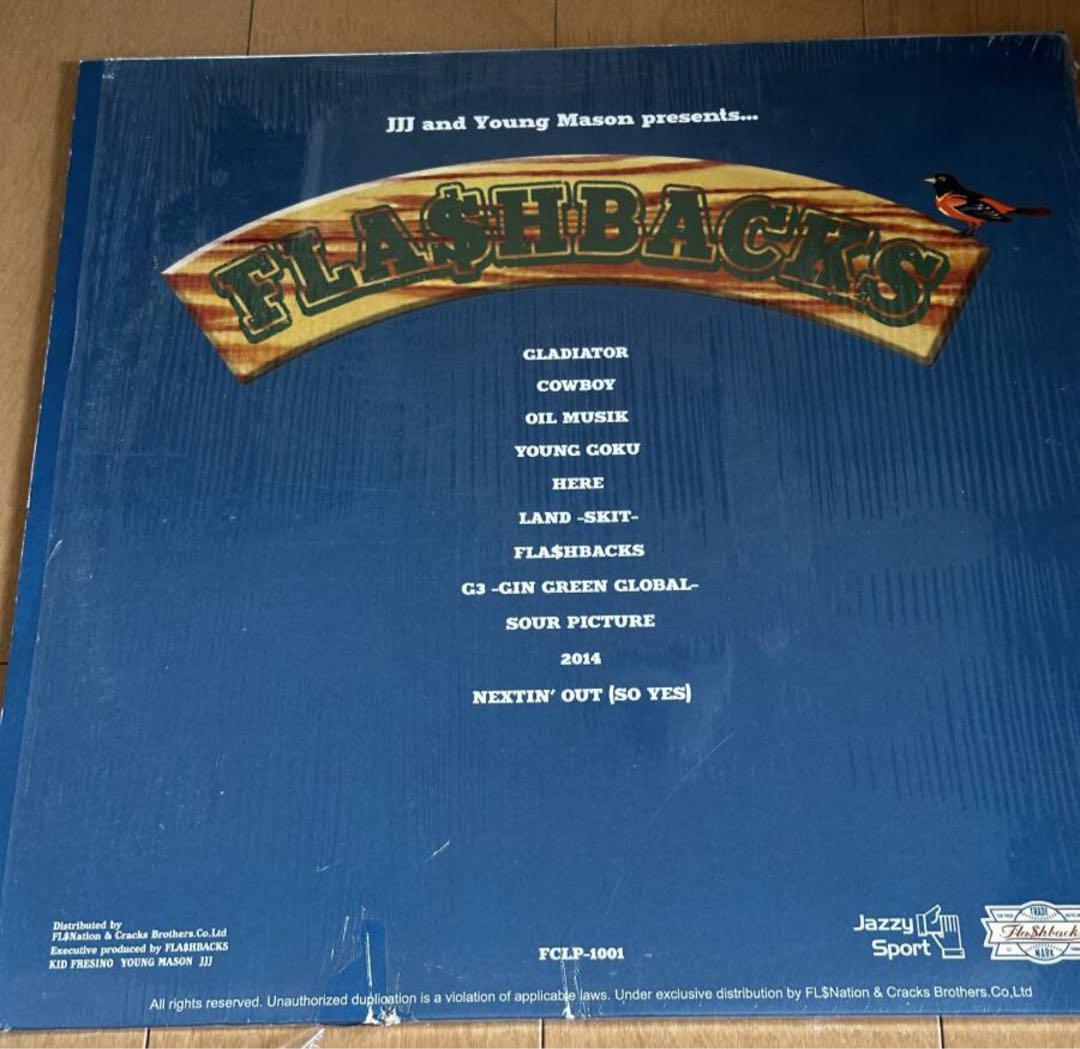 JJJ and Young Mason presents...
FLA$HBACKS
GLADIATOR
COWBOY
OIL MUSIK
YOUNG GOKU
HERE
LAND -SKIT-
FLA$HBACKS
G3 -GIN GREEN GLOBAL-
SOUR PICTURE
2014
NEXTIN' OUT (SO YES)
Distributed by
FL$Nation & Cracks Brothers.Co.Ltd
Executive produced by FLA$HBACKS
KID FRESINO YOUNG MASON JJJ
FCLP-1001
Jazzy
Sport
TRADE
Fla$hback
MARK
All rights reserved. Unauthorized duplication is a violation of applicable laws. Under exclusive distribution by FL$Nation & Cracks Brothers.Co,Ltd